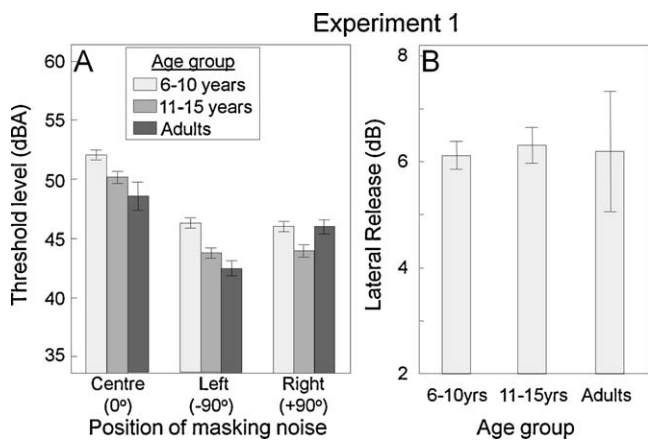 Experiment 1
A
Age group
6-10 years
11-15 years
Adults
Threshold level (dBA)
60
55
50
45
40
35
Centre
(0º)
Left
(-90º)
Right
(+90º)
Position of masking noise
B
Lateral Release (dB)
8
6
4
2
6-10yrs
11-15yrs
Adults
Age group